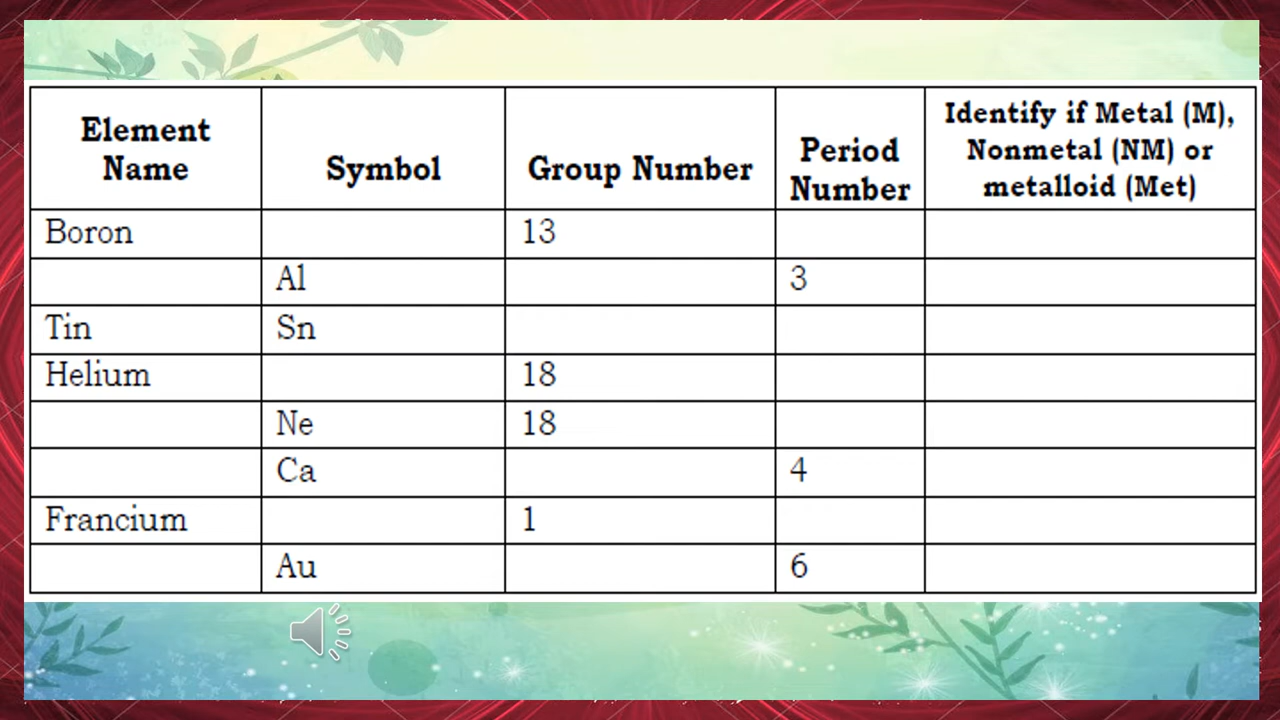 Element Name
Symbol
Group Number
Period Number
Identify if Metal (M), Nonmetal (NM) or metalloid (Met)
Boron 13
Al 3
Tin Sn
Helium 18
Ne 18
Ca 4
Francium 1
Au 6